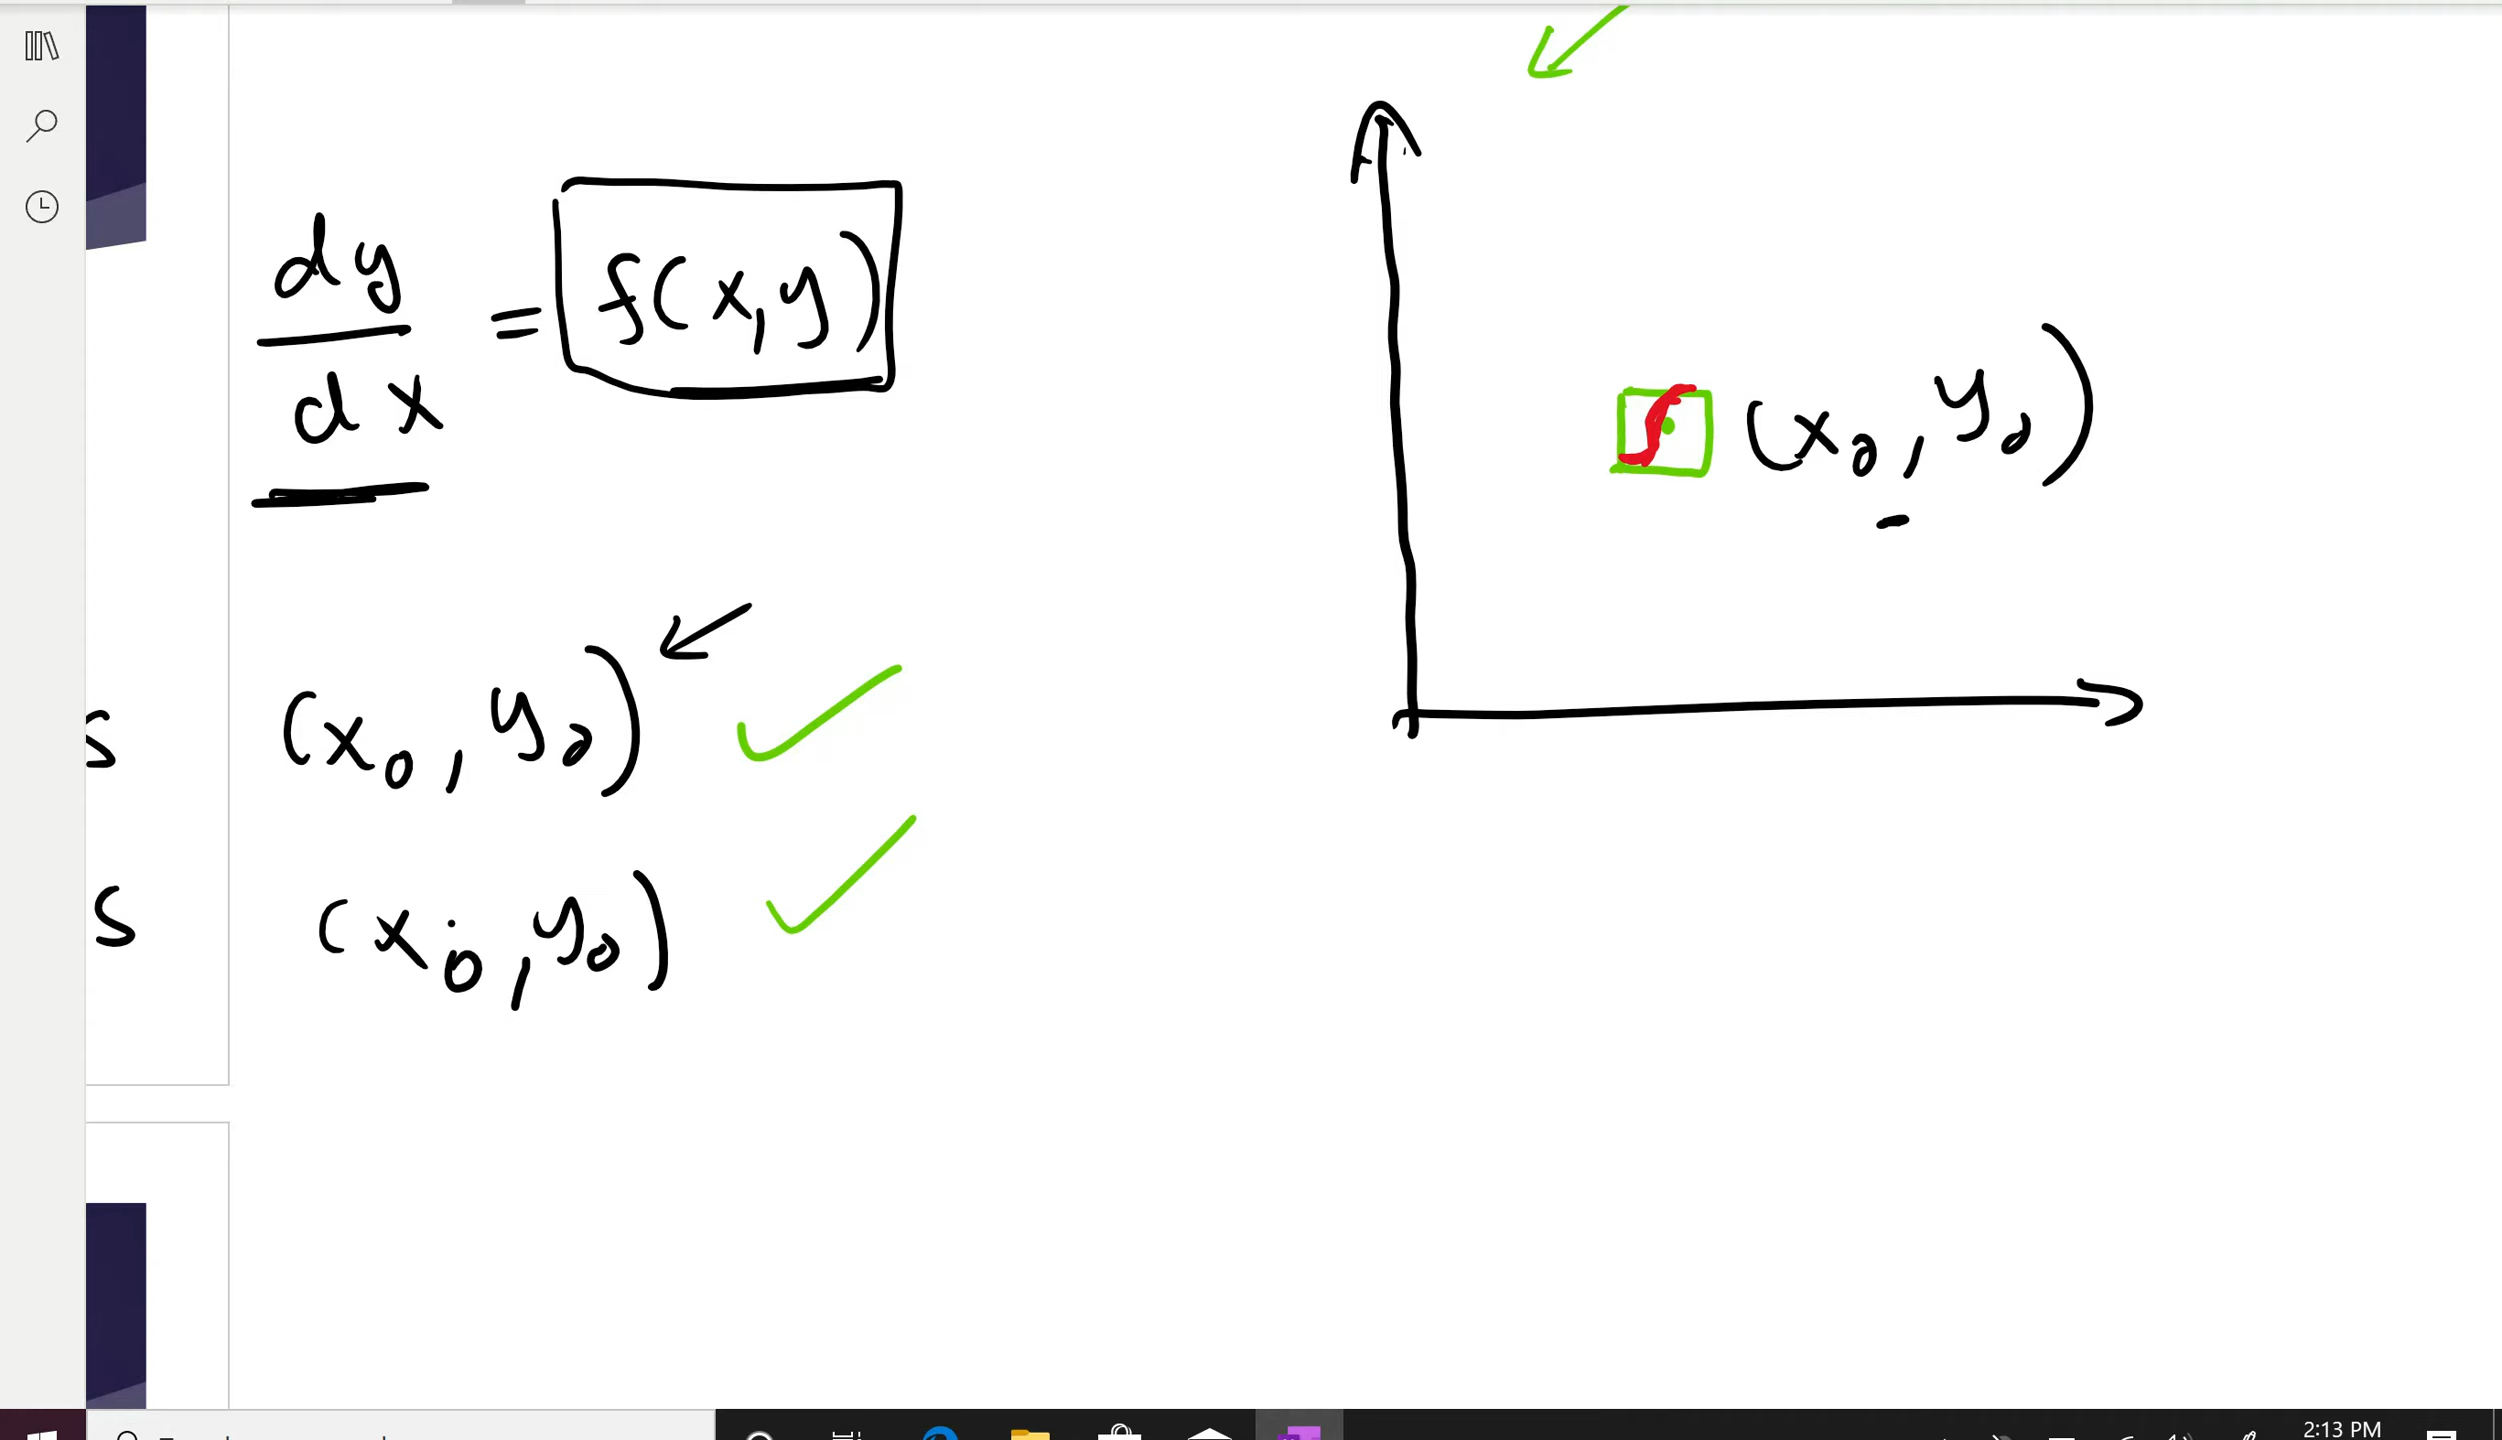 dy
= f(x,y)
dx
(x₀, y₀)
s (x₀, y₀)
s (x₀, y₀)
2:13 PM